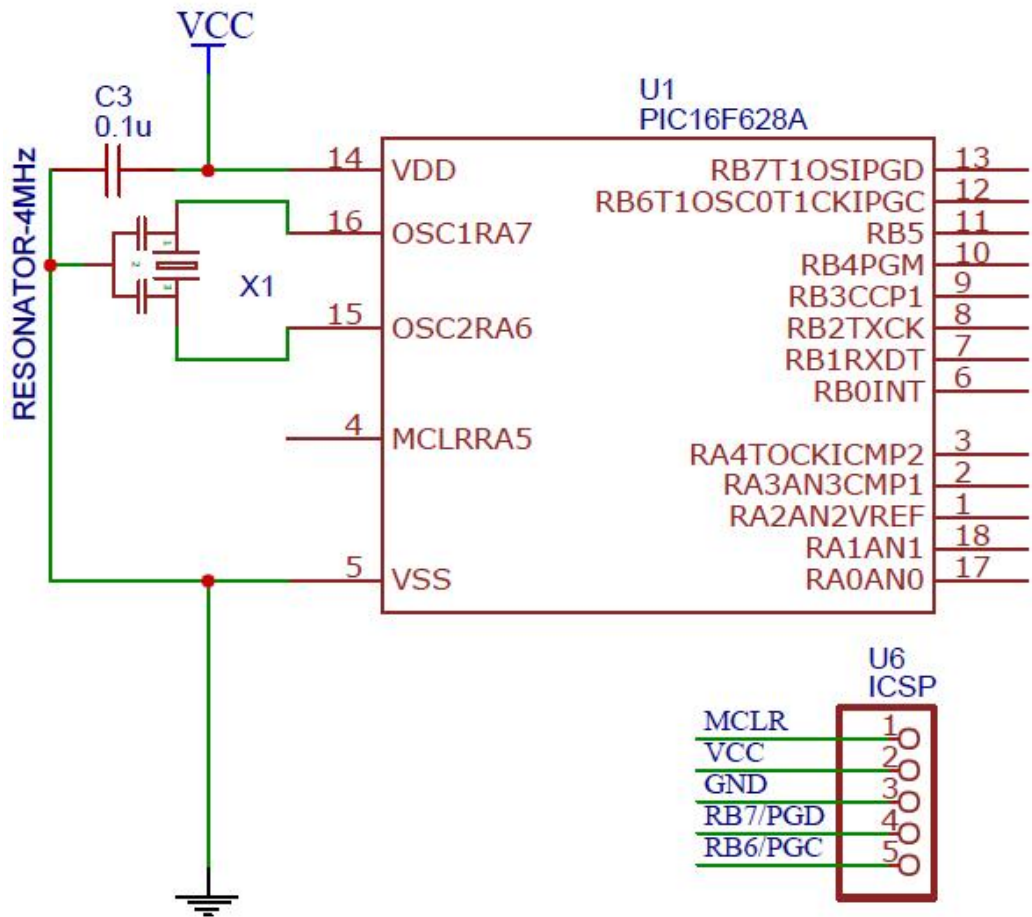 VCC
C3
0.1u
RESONATOR-4MHz
1
2
3
X1
U1
PIC16F628A
14 VDD
16 OSC1RA7
15 OSC2RA6
4 MCLRRA5
5 VSS
RB7T1OSIPGD 13
RB6T1OSC0T1CKIPGC 12
RB5 11
RB4PGM 10
RB3CCP1 9
RB2TXCK 8
RB1RXDT 7
RB0INT 6
RA4TOCKICMP2 3
RA3AN3CMP1 2
RA2AN2VREF 1
RA1AN1 18
RA0AN0 17
U6
ICSP
MCLR 1
VCC 2
GND 3
RB7/PGD 4
RB6/PGC 5